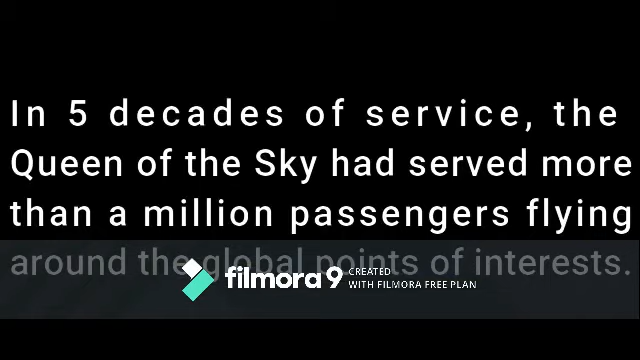 In 5 decades of service, the
Queen of the Sky had served more
than a million passengers flying
around the global points of interests.
filmora 9 CREATED
WITH FILMORA FREE PLAN